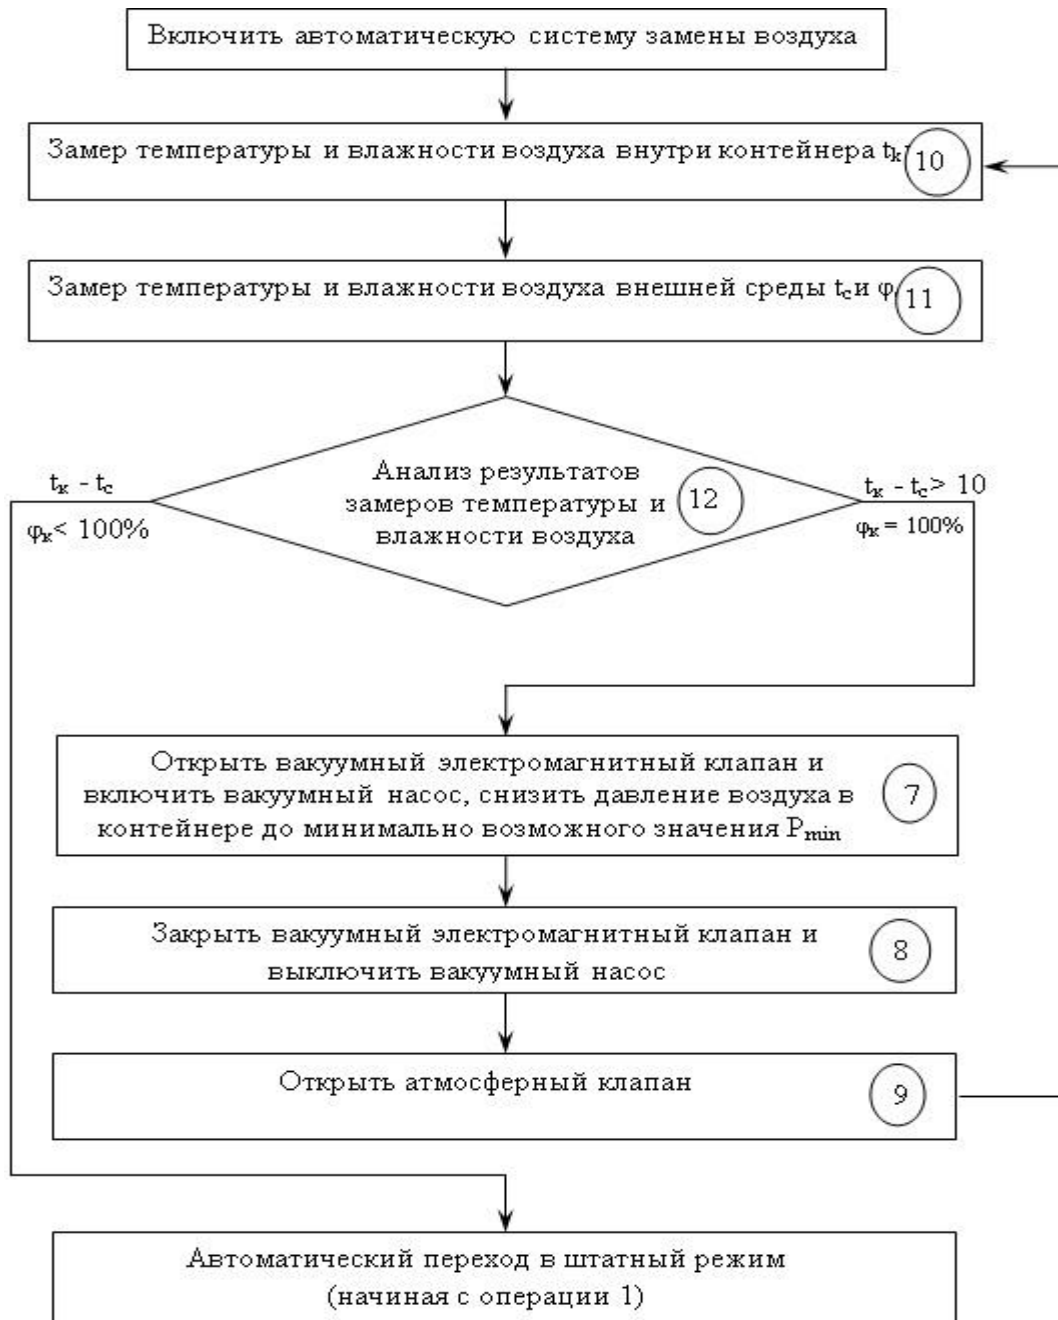 Включить автоматическую систему замены воздуха
Замер температуры и влажности воздуха внутри контейнера tк
10
Замер температуры и влажности воздуха внешней среды tс и φ
11
Анализ результатов
замеров температуры и
влажности воздуха
12
tк - tс
φк < 100%
tк - tс > 10
φк = 100%
Открыть вакуумный электромагнитный клапан и
включить вакуумный насос, снизить давление воздуха в
контейнере до минимально возможного значения Pmin
7
Закрыть вакуумный электромагнитный клапан и
выключить вакуумный насос
8
Открыть атмосферный клапан
9
Автоматический переход в штатный режим
(начиная с операции 1)